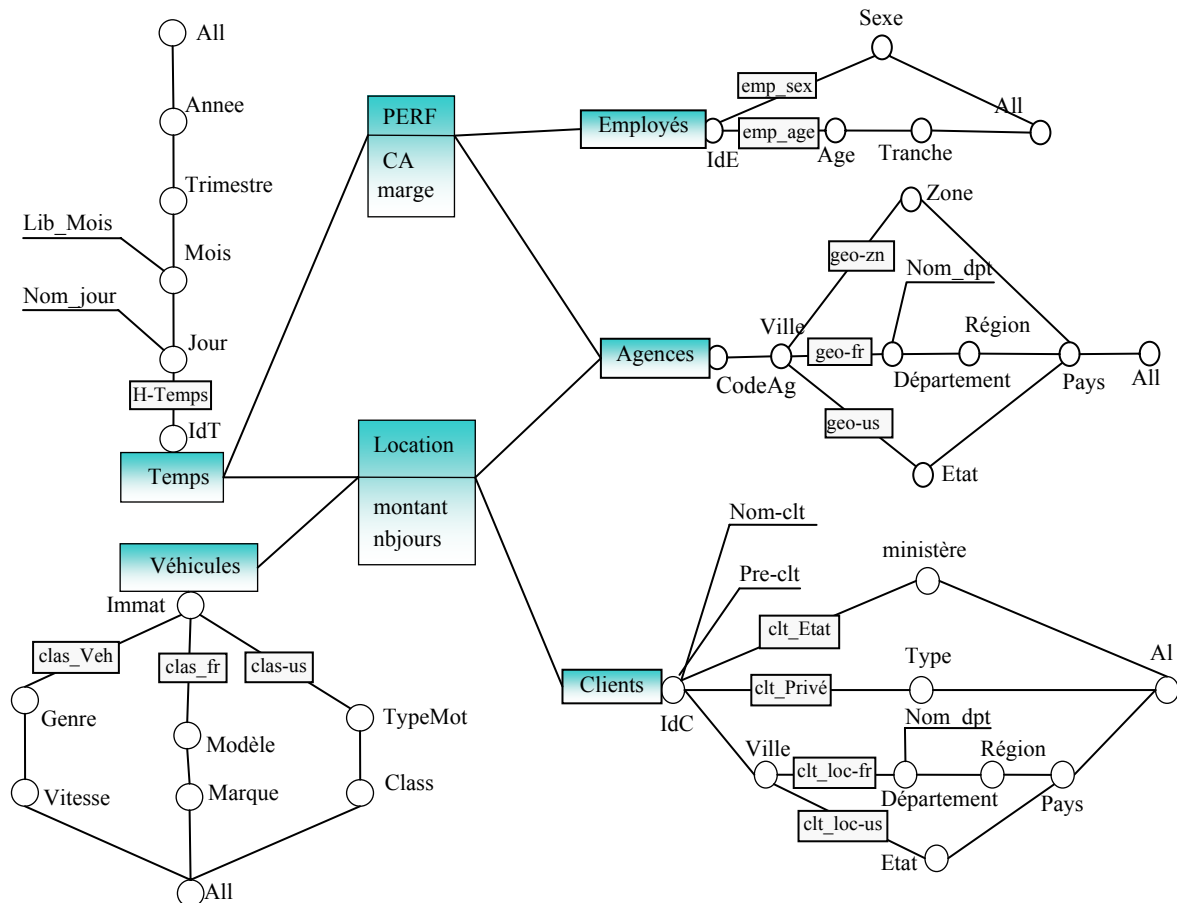 All
Annee
Trimestre
Lib_Mois
Mois
Nom_jour
Jour
H-Temps
IdT
Temps
PERF
CA
marge
Employés
IdE
emp_sex
Sexe
emp_age
Age
Tranche
All
Agences
CodeAg
Ville
geo-zn
Zone
geo-fr
Nom_dpt
Département
Région
Pays
All
geo-us
Etat
Location
montant
nbjours
Véhicules
Immat
clas_Veh
clas_fr
clas-us
Genre
Modèle
TypeMot
Vitesse
Marque
Class
All
Clients
IdC
Nom-clt
Pre-clt
clt_Etat
ministère
clt_Privé
Type
Al
Ville
clt_loc-fr
Nom_dpt
Département
Région
Pays
clt_loc-us
Etat